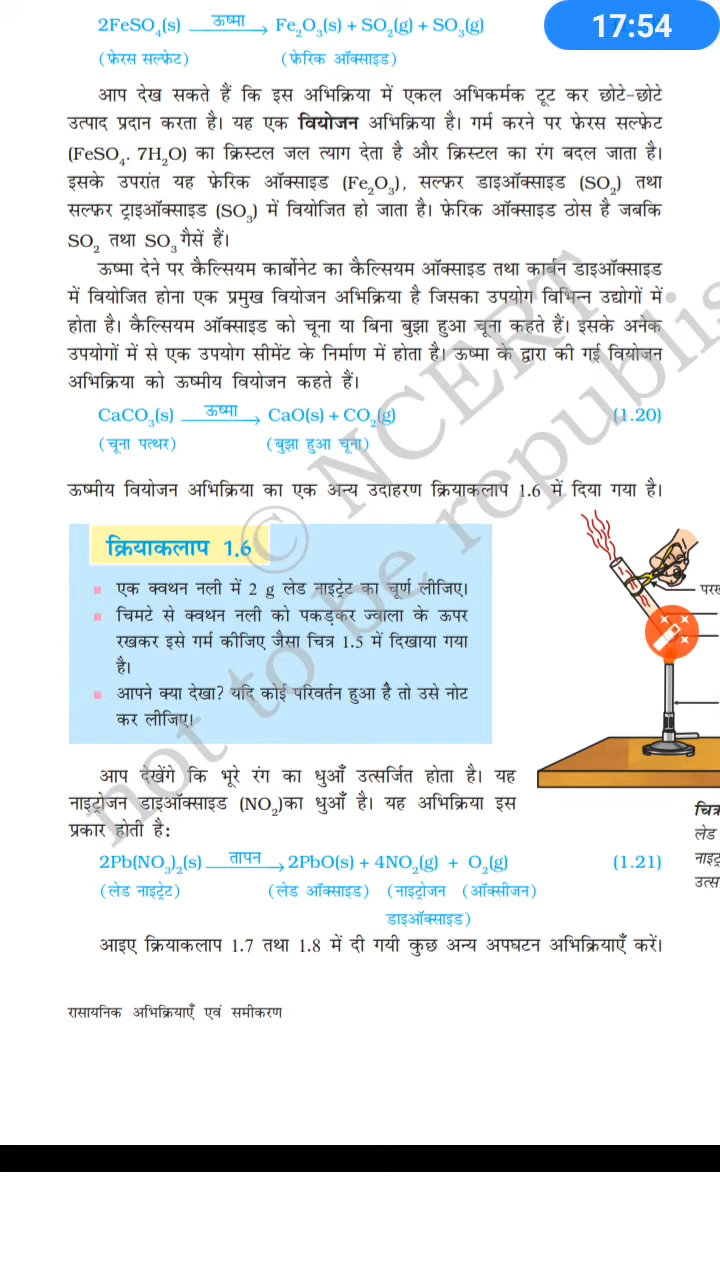 17:54
2FeSO₄(s) ऊष्मा → Fe₂O₃(s) + SO₂(g) + SO₃(g)
(फ़ेरस सल्फ़ेट) (फ़ेरिक ऑक्साइड)
आप देख सकते हैं कि इस अभिक्रिया में एकल अभिकर्मक टूट कर छोटे-छोटे
उत्पाद प्रदान करता है। यह एक वियोजन अभिक्रिया है। गर्म करने पर फ़ेरस सल्फ़ेट
(FeSO₄. 7H₂O) का क्रिस्टल जल त्याग देता है और क्रिस्टल का रंग बदल जाता है।
इसके उपरांत यह फ़ेरिक ऑक्साइड (Fe₂O₃), सल्फ़र डाइऑक्साइड (SO₂) तथा
सल्फ़र ट्राइऑक्साइड (SO₃) में वियोजित हो जाता है। फ़ेरिक ऑक्साइड ठोस है जबकि
SO₂ तथा SO₃ गैसें हैं।
ऊष्मा देने पर कैल्सियम कार्बोनेट का कैल्सियम ऑक्साइड तथा कार्बन डाइऑक्साइड
में वियोजित होना एक प्रमुख वियोजन अभिक्रिया है जिसका उपयोग विभिन्न उद्योगों में
होता है। कैल्सियम ऑक्साइड को चूना या बिना बुझा हुआ चूना कहते हैं। इसके अनेक
उपयोगों में से एक उपयोग सीमेंट के निर्माण में होता है। ऊष्मा के द्वारा की गई वियोजन
अभिक्रिया को ऊष्मीय वियोजन कहते हैं।
CaCO₃(s) ऊष्मा → CaO(s) + CO₂(g) (1.20)
(चूना पत्थर) (बुझा हुआ चूना)
ऊष्मीय वियोजन अभिक्रिया का एक अन्य उदाहरण क्रियाकलाप 1.6 में दिया गया है।
क्रियाकलाप 1.6
एक क्वथन नली में 2 g लेड नाइट्रेट का चूर्ण लीजिए।
चिमटे से क्वथन नली को पकड़कर ज्वाला के ऊपर
रखकर इसे गर्म कीजिए जैसा चित्र 1.5 में दिखाया गया
है।
आपने क्या देखा? यदि कोई परिवर्तन हुआ है तो उसे नोट
कर लीजिए।
परख
आप देखेंगे कि भूरे रंग का धुआँ उत्सर्जित होता है। यह
नाइट्रोजन डाइऑक्साइड (NO₂)का धुआँ है। यह अभिक्रिया इस
प्रकार होती है:
चित्र
लेड
नाइट्र
उत्स
2Pb(NO₃)₂(s) तापन → 2PbO(s) + 4NO₂(g) + O₂(g) (1.21)
(लेड नाइट्रेट) (लेड ऑक्साइड) (नाइट्रोजन (ऑक्सीजन)
डाइऑक्साइड)
आइए क्रियाकलाप 1.7 तथा 1.8 में दी गयी कुछ अन्य अपघटन अभिक्रियाएँ करें।
रासायनिक अभिक्रियाएँ एवं समीकरण
© NCERT
not to be republis